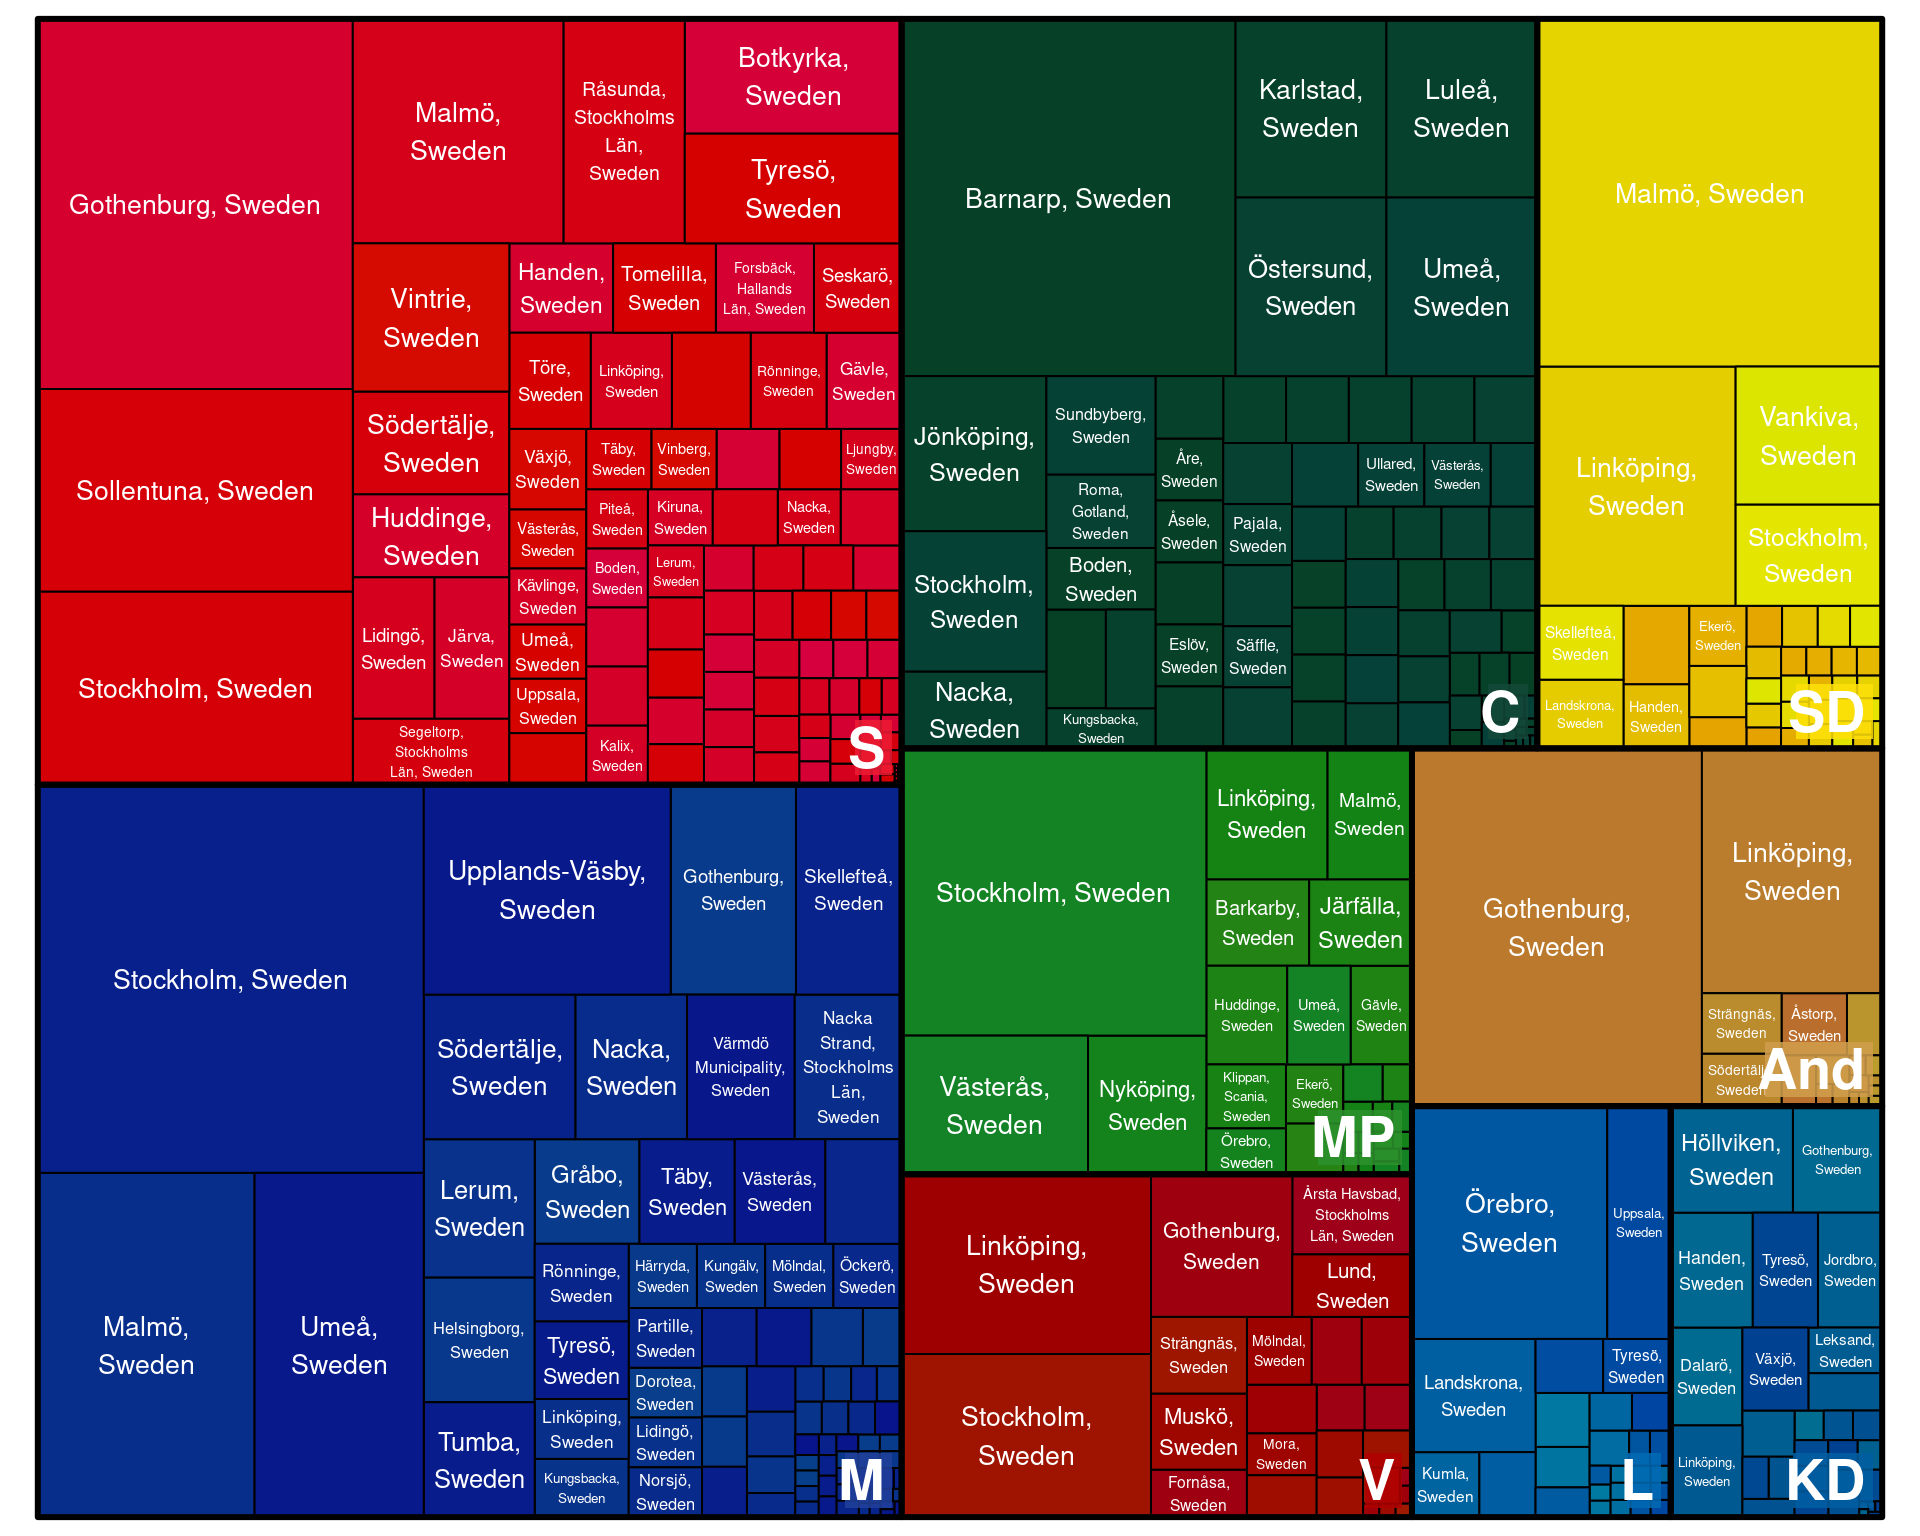 Gothenburg, Sweden
Sollentuna, Sweden
Stockholm, Sweden
Malmö,
Sweden
Råsunda,
Stockholms
Län,
Sweden
Botkyrka,
Sweden
Tyresö,
Sweden
Vintrie,
Sweden
Södertälje,
Sweden
Huddinge,
Sweden
Lidingö,
Sweden
Järva,
Sweden
Segeltorp,
Stockholms
Län, Sweden
Handen,
Sweden
Tomelilla,
Sweden
Forsbäck,
Hallands
Län, Sweden
Seskarö,
Sweden
Töre,
Sweden
Linköping,
Sweden
Rönninge,
Sweden
Gävle,
Sweden
Växjö,
Sweden
Västerås,
Sweden
Kävlinge,
Sweden
Umeå,
Sweden
Uppsala,
Sweden
Täby,
Sweden
Vinberg,
Sweden
Ljungby,
Sweden
Piteå,
Sweden
Kiruna,
Sweden
Nacka,
Sweden
Boden,
Sweden
Lerum,
Sweden
Kalix,
Sweden
S
Barnarp, Sweden
Karlstad,
Sweden
Luleå,
Sweden
Östersund,
Sweden
Umeå,
Sweden
Jönköping,
Sweden
Stockholm,
Sweden
Nacka,
Sweden
Sundbyberg,
Sweden
Roma,
Gotland,
Sweden
Boden,
Sweden
Kungsbacka,
Sweden
Åre,
Sweden
Åsele,
Sweden
Eslöv,
Sweden
Pajala,
Sweden
Säffle,
Sweden
Ullared,
Sweden
Västerås,
Sweden
C
Malmö, Sweden
Linköping,
Sweden
Vankiva,
Sweden
Stockholm,
Sweden
Skellefteå,
Sweden
Landskrona,
Sweden
Handen,
Sweden
Ekerö,
Sweden
SD
Stockholm, Sweden
Malmö,
Sweden
Umeå,
Sweden
Upplands-Väsby,
Sweden
Gothenburg,
Sweden
Skellefteå,
Sweden
Södertälje,
Sweden
Nacka,
Sweden
Värmdö
Municipality,
Sweden
Nacka
Strand,
Stockholms
Län,
Sweden
Lerum,
Sweden
Helsingborg,
Sweden
Tumba,
Sweden
Gråbo,
Sweden
Täby,
Sweden
Västerås,
Sweden
Rönninge,
Sweden
Tyresö,
Sweden
Linköping,
Sweden
Kungsbacka,
Sweden
Härryda,
Sweden
Kungälv,
Sweden
Mölndal,
Sweden
Öckerö,
Sweden
Partille,
Sweden
Dorotea,
Sweden
Lidingö,
Sweden
Norsjö,
Sweden
M
Stockholm, Sweden
Västerås,
Sweden
Nyköping,
Sweden
Linköping,
Sweden
Malmö,
Sweden
Barkarby,
Sweden
Järfälla,
Sweden
Huddinge,
Sweden
Umeå,
Sweden
Gävle,
Sweden
Klippan,
Scania,
Sweden
Ekerö,
Sweden
Örebro,
Sweden
MP
Gothenburg,
Sweden
Linköping,
Sweden
Strängnäs,
Sweden
Åstorp,
Sweden
And
Linköping,
Sweden
Stockholm,
Sweden
Gothenburg,
Sweden
Årsta Havsbad,
Stockholms
Län, Sweden
Lund,
Sweden
Strängnäs,
Sweden
Mölndal,
Sweden
Muskö,
Sweden
Mora,
Sweden
Fornåsa,
Sweden
V
Örebro,
Sweden
Uppsala,
Sweden
Landskrona,
Sweden
Tyresö,
Sweden
Kumla,
Sweden
L
Höllviken,
Sweden
Gothenburg,
Sweden
Handen,
Sweden
Tyresö,
Sweden
Jordbro,
Sweden
Dalarö,
Sweden
Växjö,
Sweden
Leksand,
Sweden
Linköping,
Sweden
KD